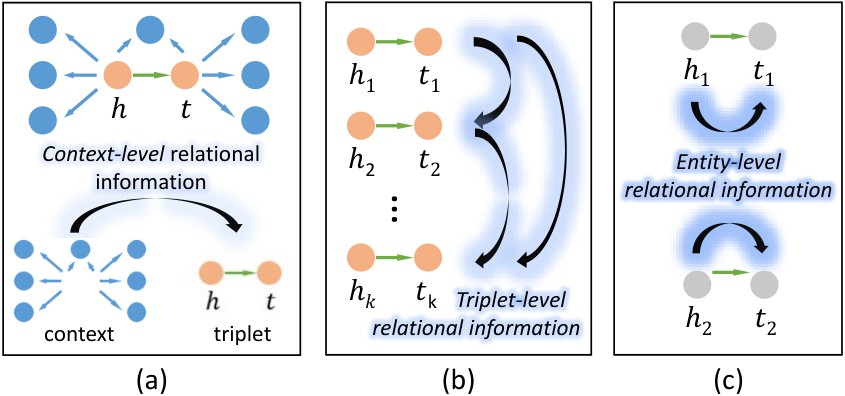 h t
Context-level relational
information
h t
context triplet
(a)
h1 t1
h2 t2
⋮
hk tk
Triplet-level
relational information
(b)
h1 t1
Entity-level
relational information
h2 t2
(c)